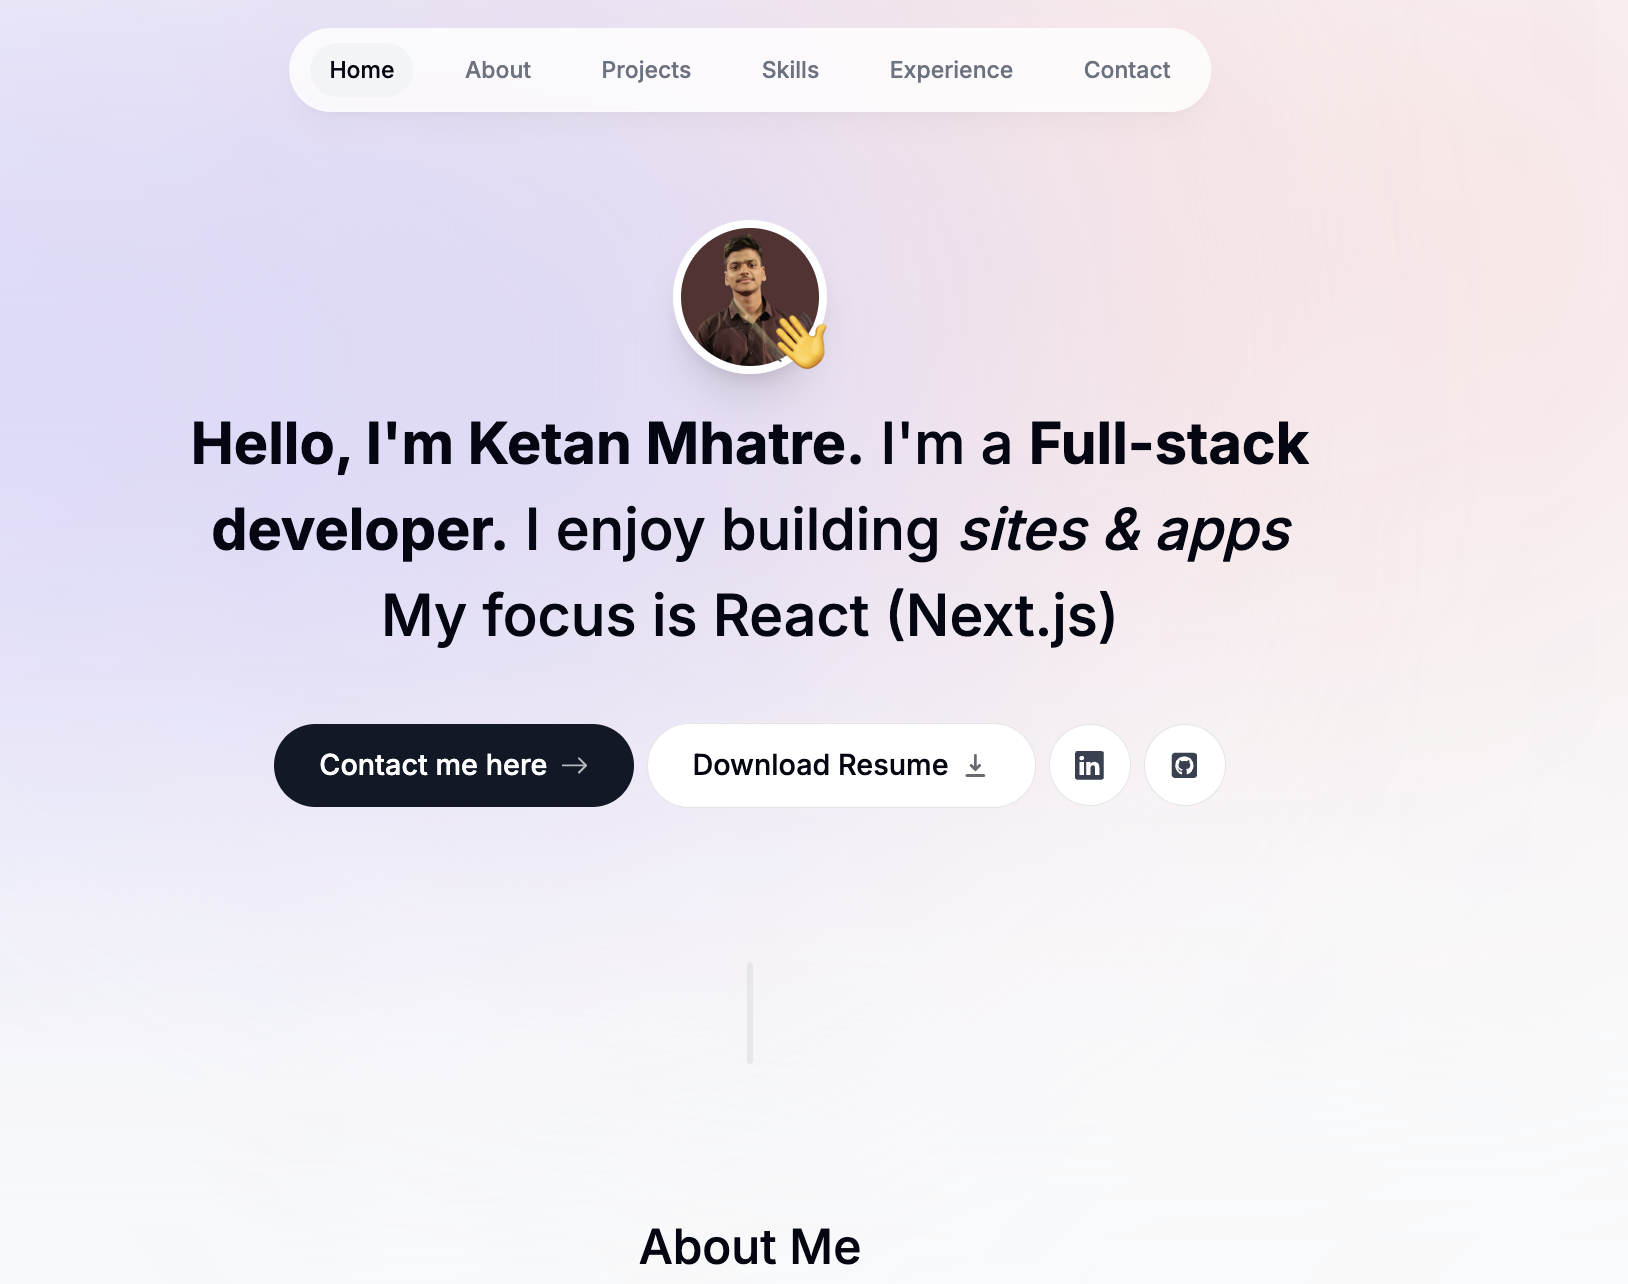 Home About Projects Skills Experience Contact
Hello, I'm Ketan Mhatre. I'm a Full-stack
developer. I enjoy building sites & apps
My focus is React (Next.js)
Contact me here → Download Resume
About Me